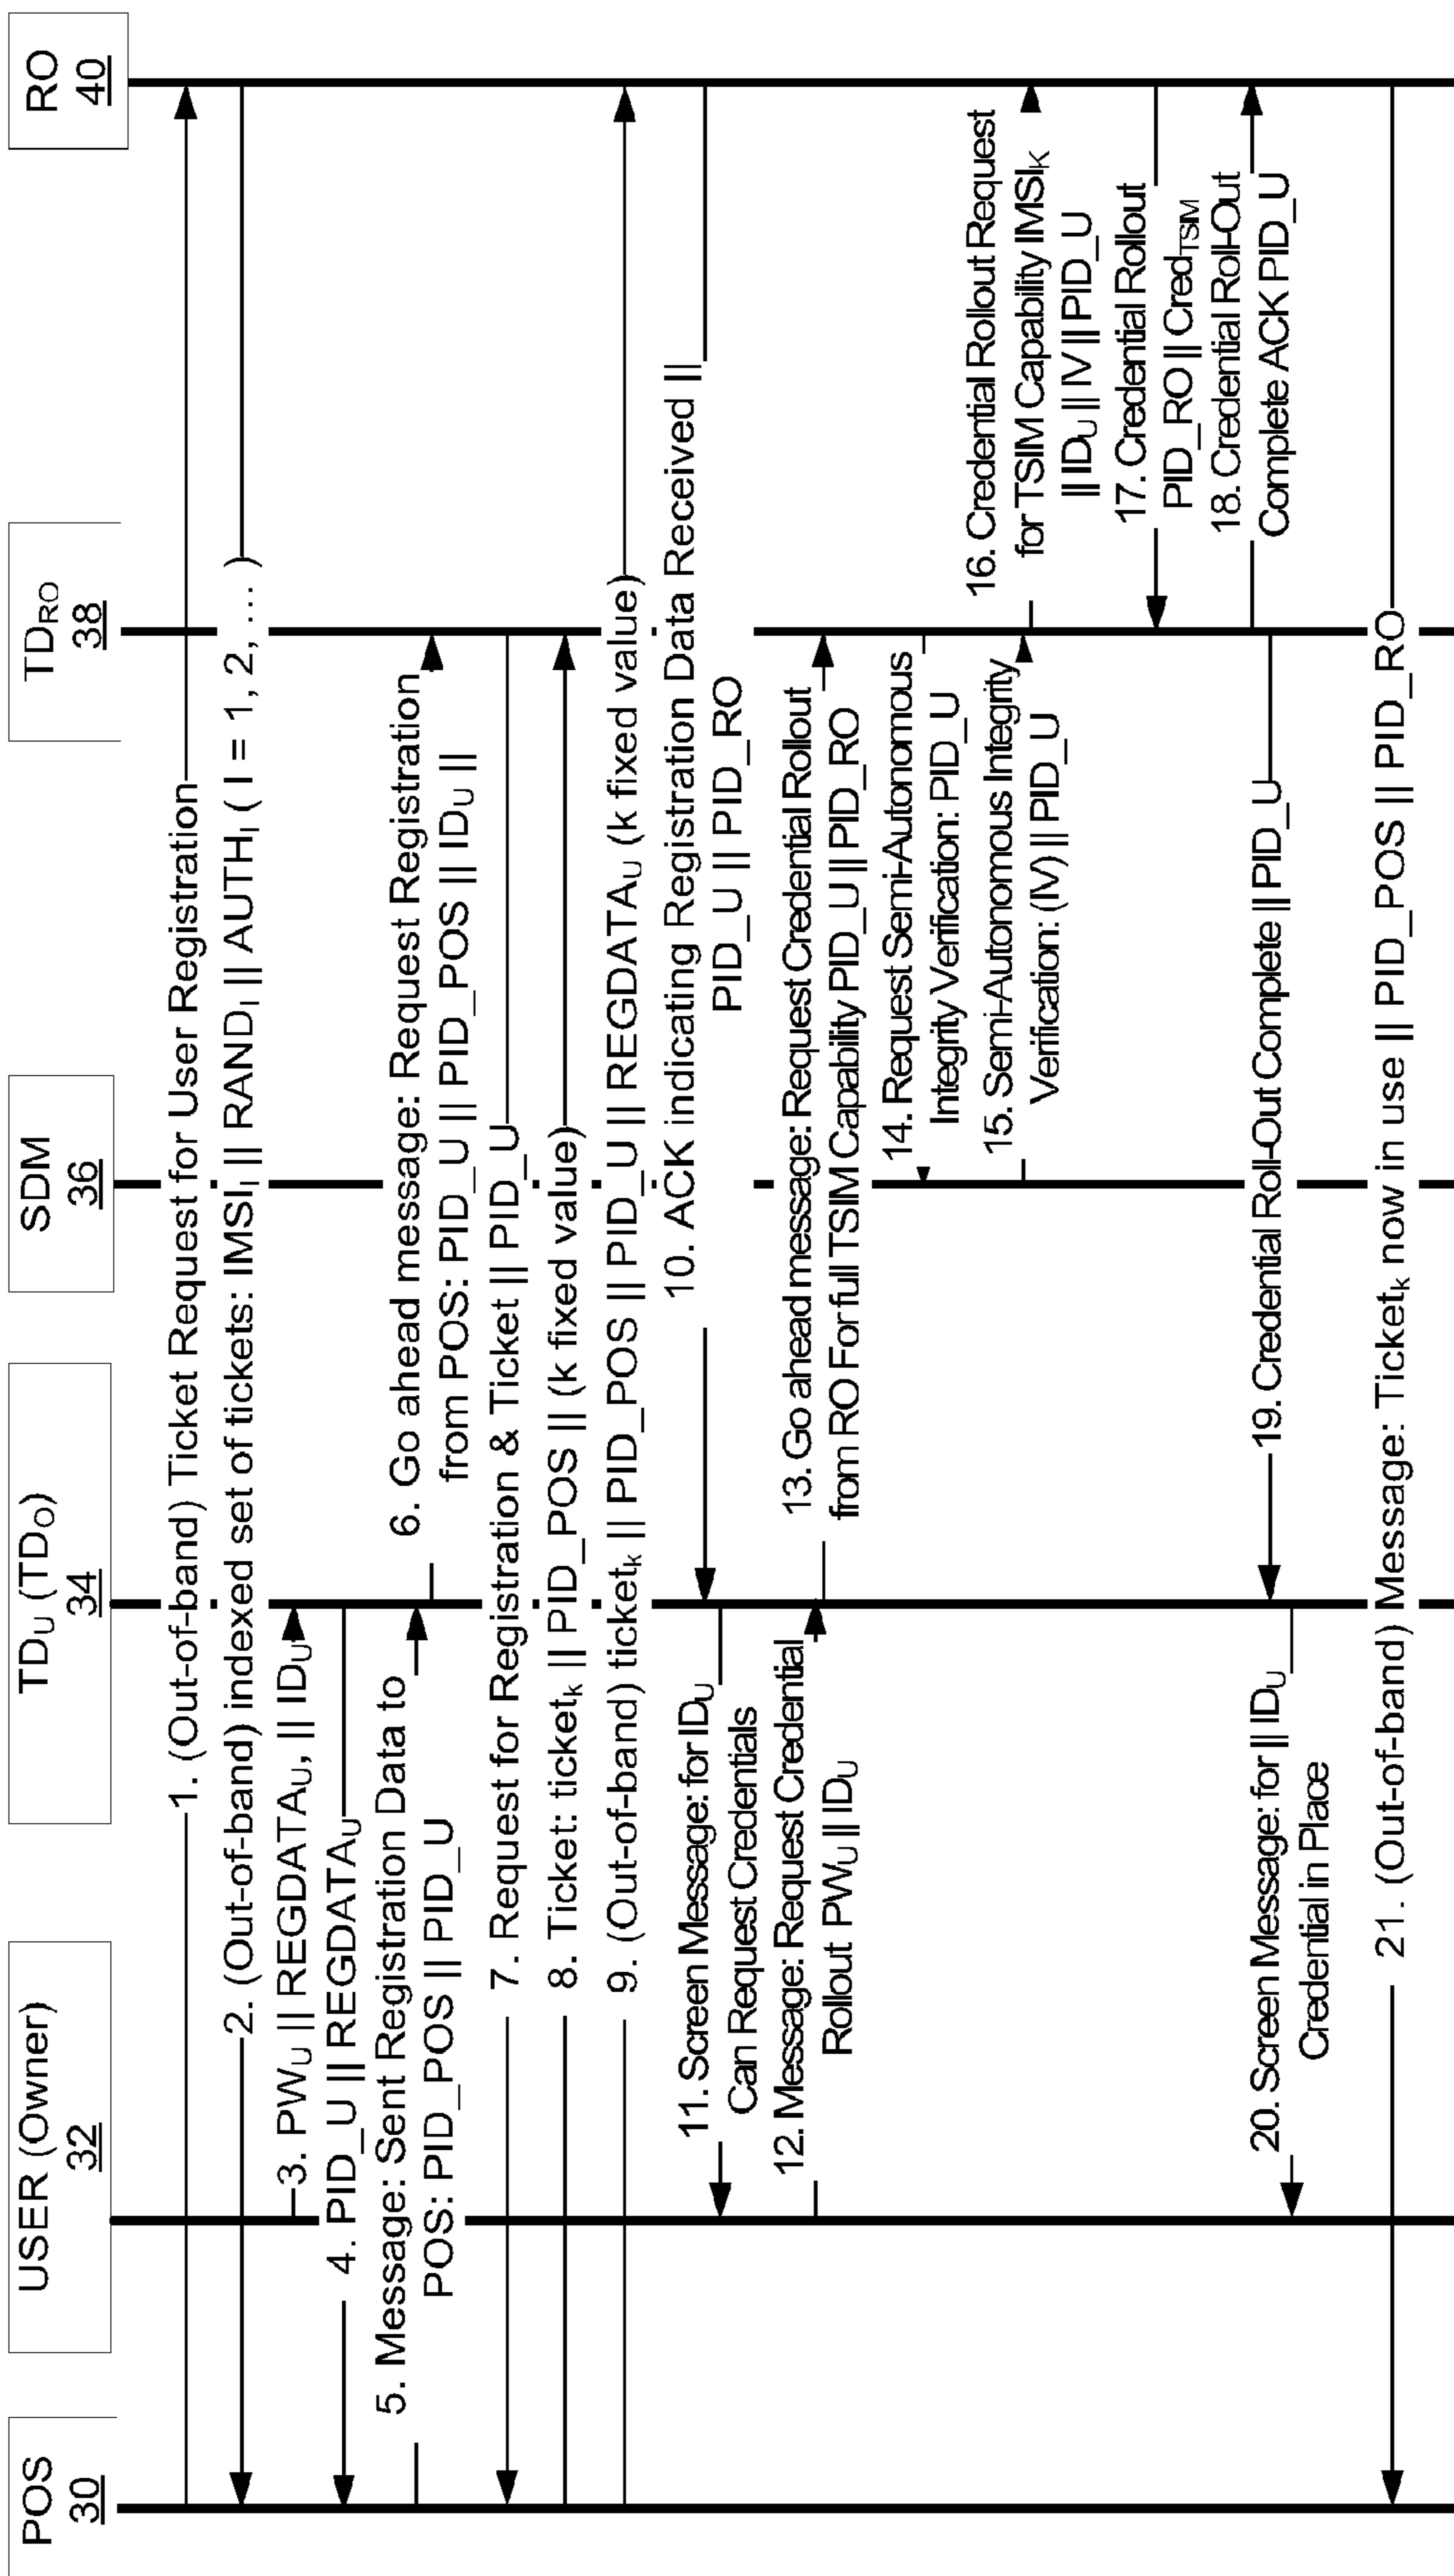 POS
30
USER (Owner)
32
TDU (TDO)
34
SDM
36
TDRO
38
RO
40
1. (Out-of-band) Ticket Request for User Registration
2. (Out-of-band) indexed set of tickets: IMSII || RANDI || AUTHI ( I = 1, 2, ... )
3. PWU || REGDATAU, || IDU
4. PID_U || REGDATAU
5. Message: Sent Registration Data to
POS: PID_POS || PID_U
6. Go ahead message: Request Registration
from POS: PID_U || PID_POS || IDU ||
7. Request for Registration & Ticket || PID_U
8. Ticket: ticketk || PID_POS || (k fixed value)
9. (Out-of-band) ticketk || PID_POS || PID_U || REGDATAU (k fixed value)
10. ACK indicating Registration Data Received ||
PID_U || PID_RO
11. Screen Message: for IDU
Can Request Credentials
12. Message: Request Credential
Rollout PWU || IDU
13. Go ahead message: Request Credential Rollout
from RO For full TSIM Capability PID_U || PID_RO
14. Request Semi-Autonomous
Integrity Verification: PID_U
15. Semi-Autonomous Integrity
Verification: (IV) || PID_U
16. Credential Rollout Request
for TSIM Capability IMSIK
|| IDU || IV || PID_U
17. Credential Rollout
PID_RO || CredTSIM
18. Credential Roll-Out
Complete ACK PID_U
19. Credential Roll-Out Complete || PID_U
20. Screen Message: for || IDU
Credential in Place
21. (Out-of-band) Message: Ticketk now in use || PID_POS || PID_RO